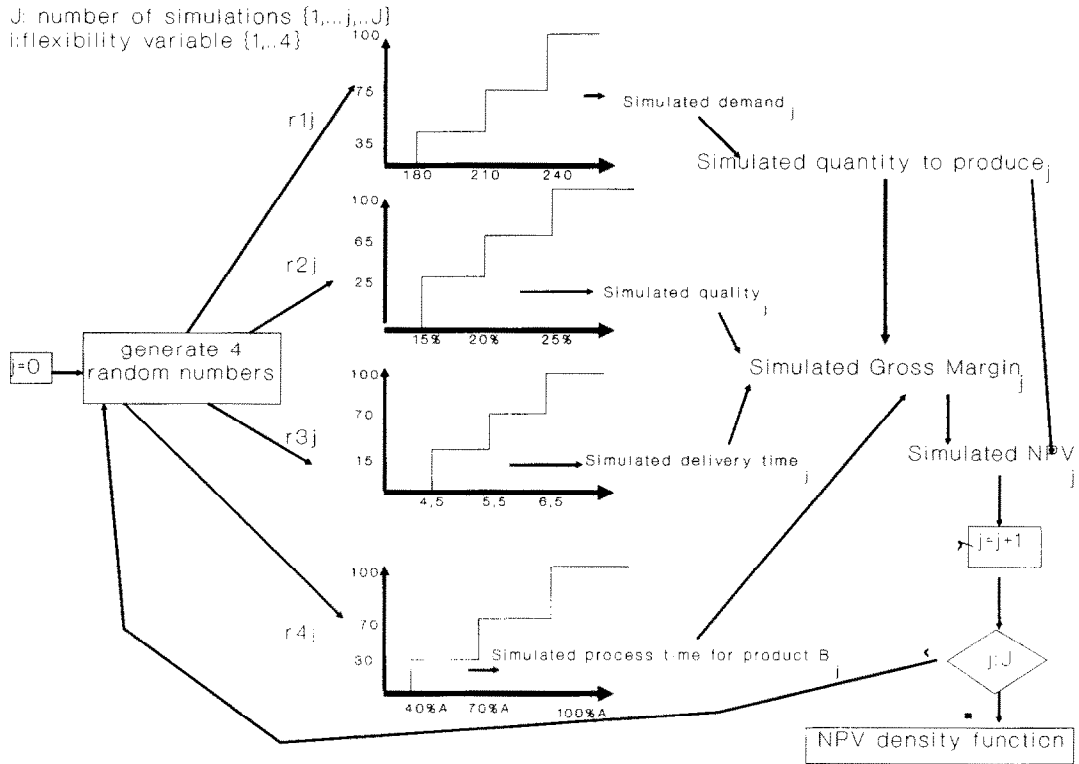 J: number of simulations {1,...j,..J}
i:flexibility variable {1,..4}
100
75
35
180 210 240
r1j
Simulated demand j
Simulated quantity to produce j
100
65
25
15% 20% 25%
r2j
Simulated quality j
j=0
generate 4
random numbers
Simulated Gross Margin j
100
70
15
4,5 5,5 6,5
r3j
Simulated delivery time j
Simulated NPV j
j=j+1
100
70
30
40%A 70%A 100%A
r4j
Simulated process time for product B j
<
j:J
=
NPV density function